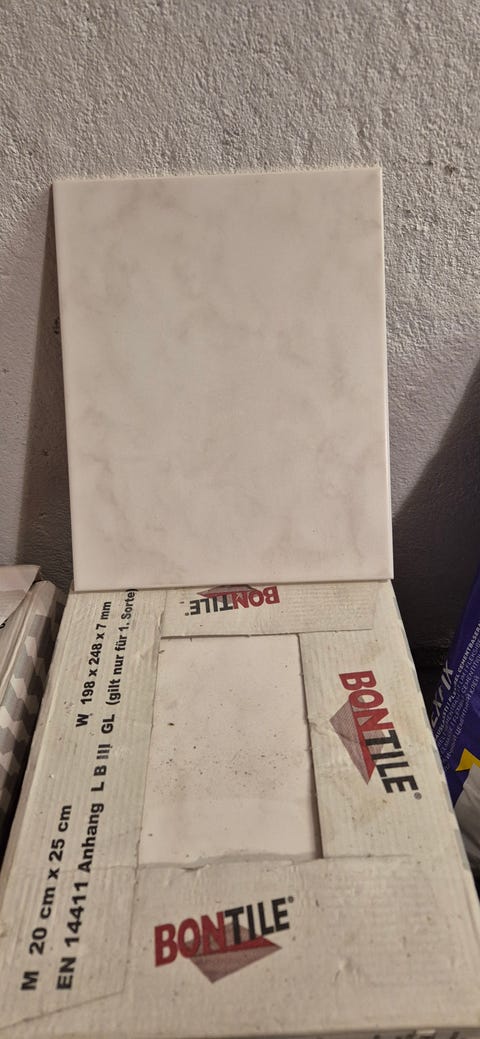 BONTILE
W 198 x 248 x 7 mm
GL (gilt nur für 1. Sorte)
M 20 cm x 25 cm
EN 14411 Anhang L B III
BONTILE®
BONTILE®